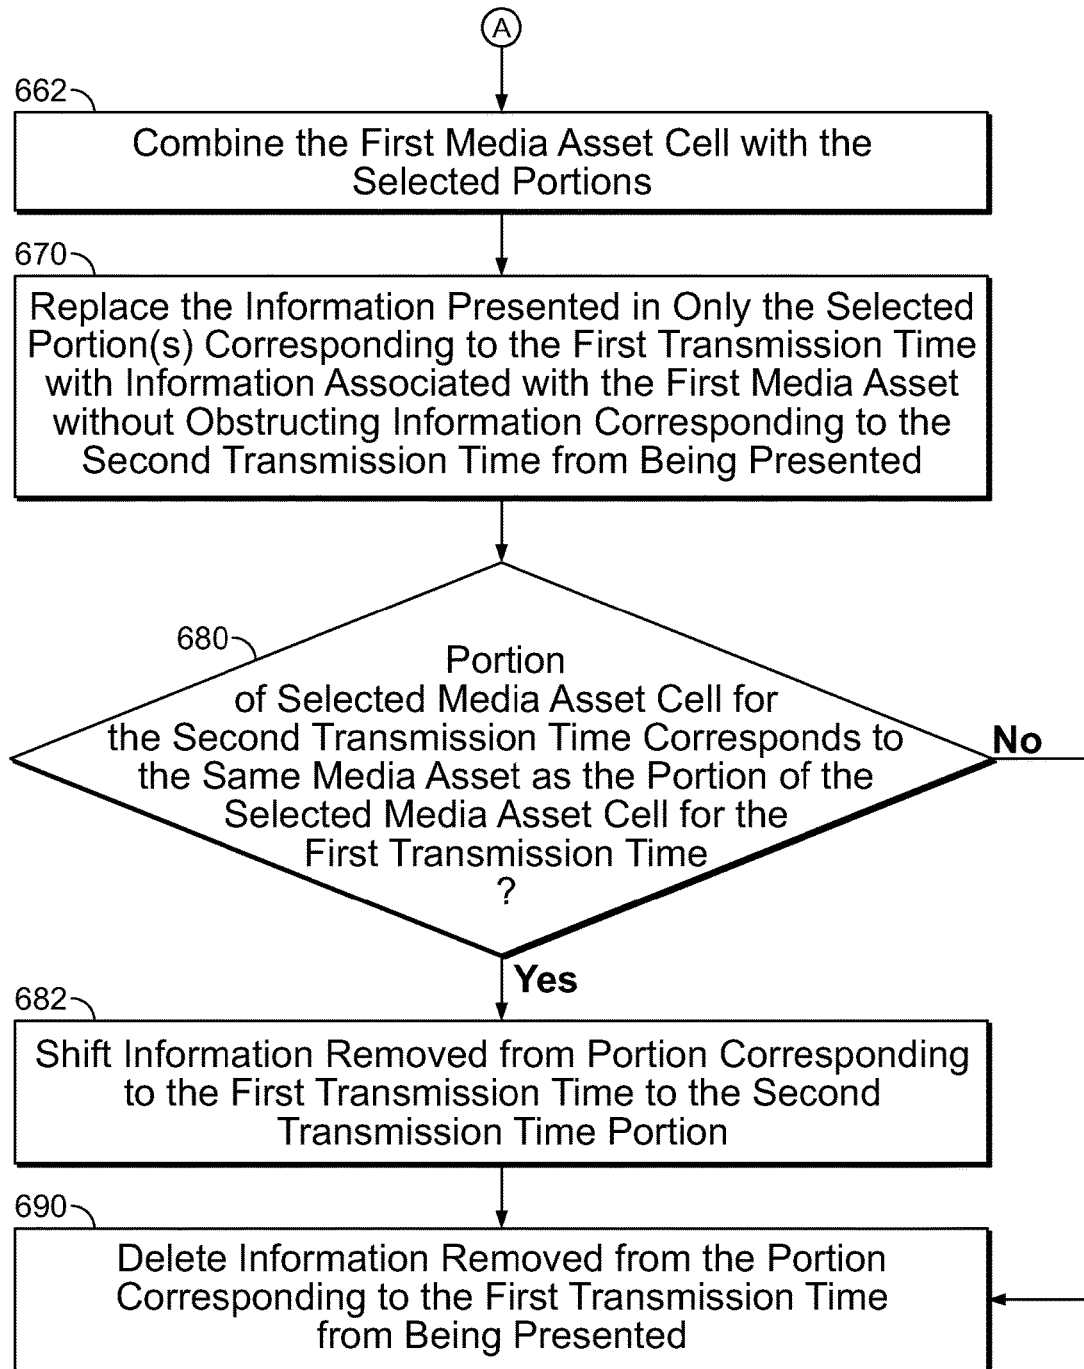 A
662
Combine the First Media Asset Cell with the
Selected Portions
670
Replace the Information Presented in Only the Selected
Portion(s) Corresponding to the First Transmission Time
with Information Associated with the First Media Asset
without Obstructing Information Corresponding to the
Second Transmission Time from Being Presented
680
Portion
of Selected Media Asset Cell for
the Second Transmission Time Corresponds to
the Same Media Asset as the Portion of the
Selected Media Asset Cell for the
First Transmission Time
?
No
Yes
682
Shift Information Removed from Portion Corresponding
to the First Transmission Time to the Second
Transmission Time Portion
690
Delete Information Removed from the Portion
Corresponding to the First Transmission Time
from Being Presented